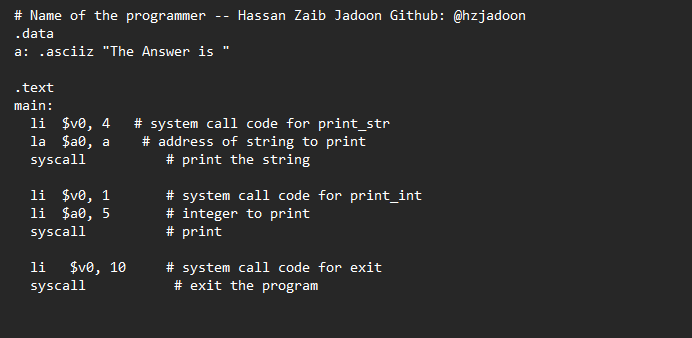 # Name of the programmer -- Hassan Zaib Jadoon Github: @hzjadoon
.data
a: .asciiz "The Answer is "

.text
main:
  li  $v0, 4   # system call code for print_str
  la  $a0, a    # address of string to print
  syscall          # print the string

  li  $v0, 1       # system call code for print_int
  li  $a0, 5       # integer to print
  syscall          # print

  li   $v0, 10     # system call code for exit
  syscall           # exit the program